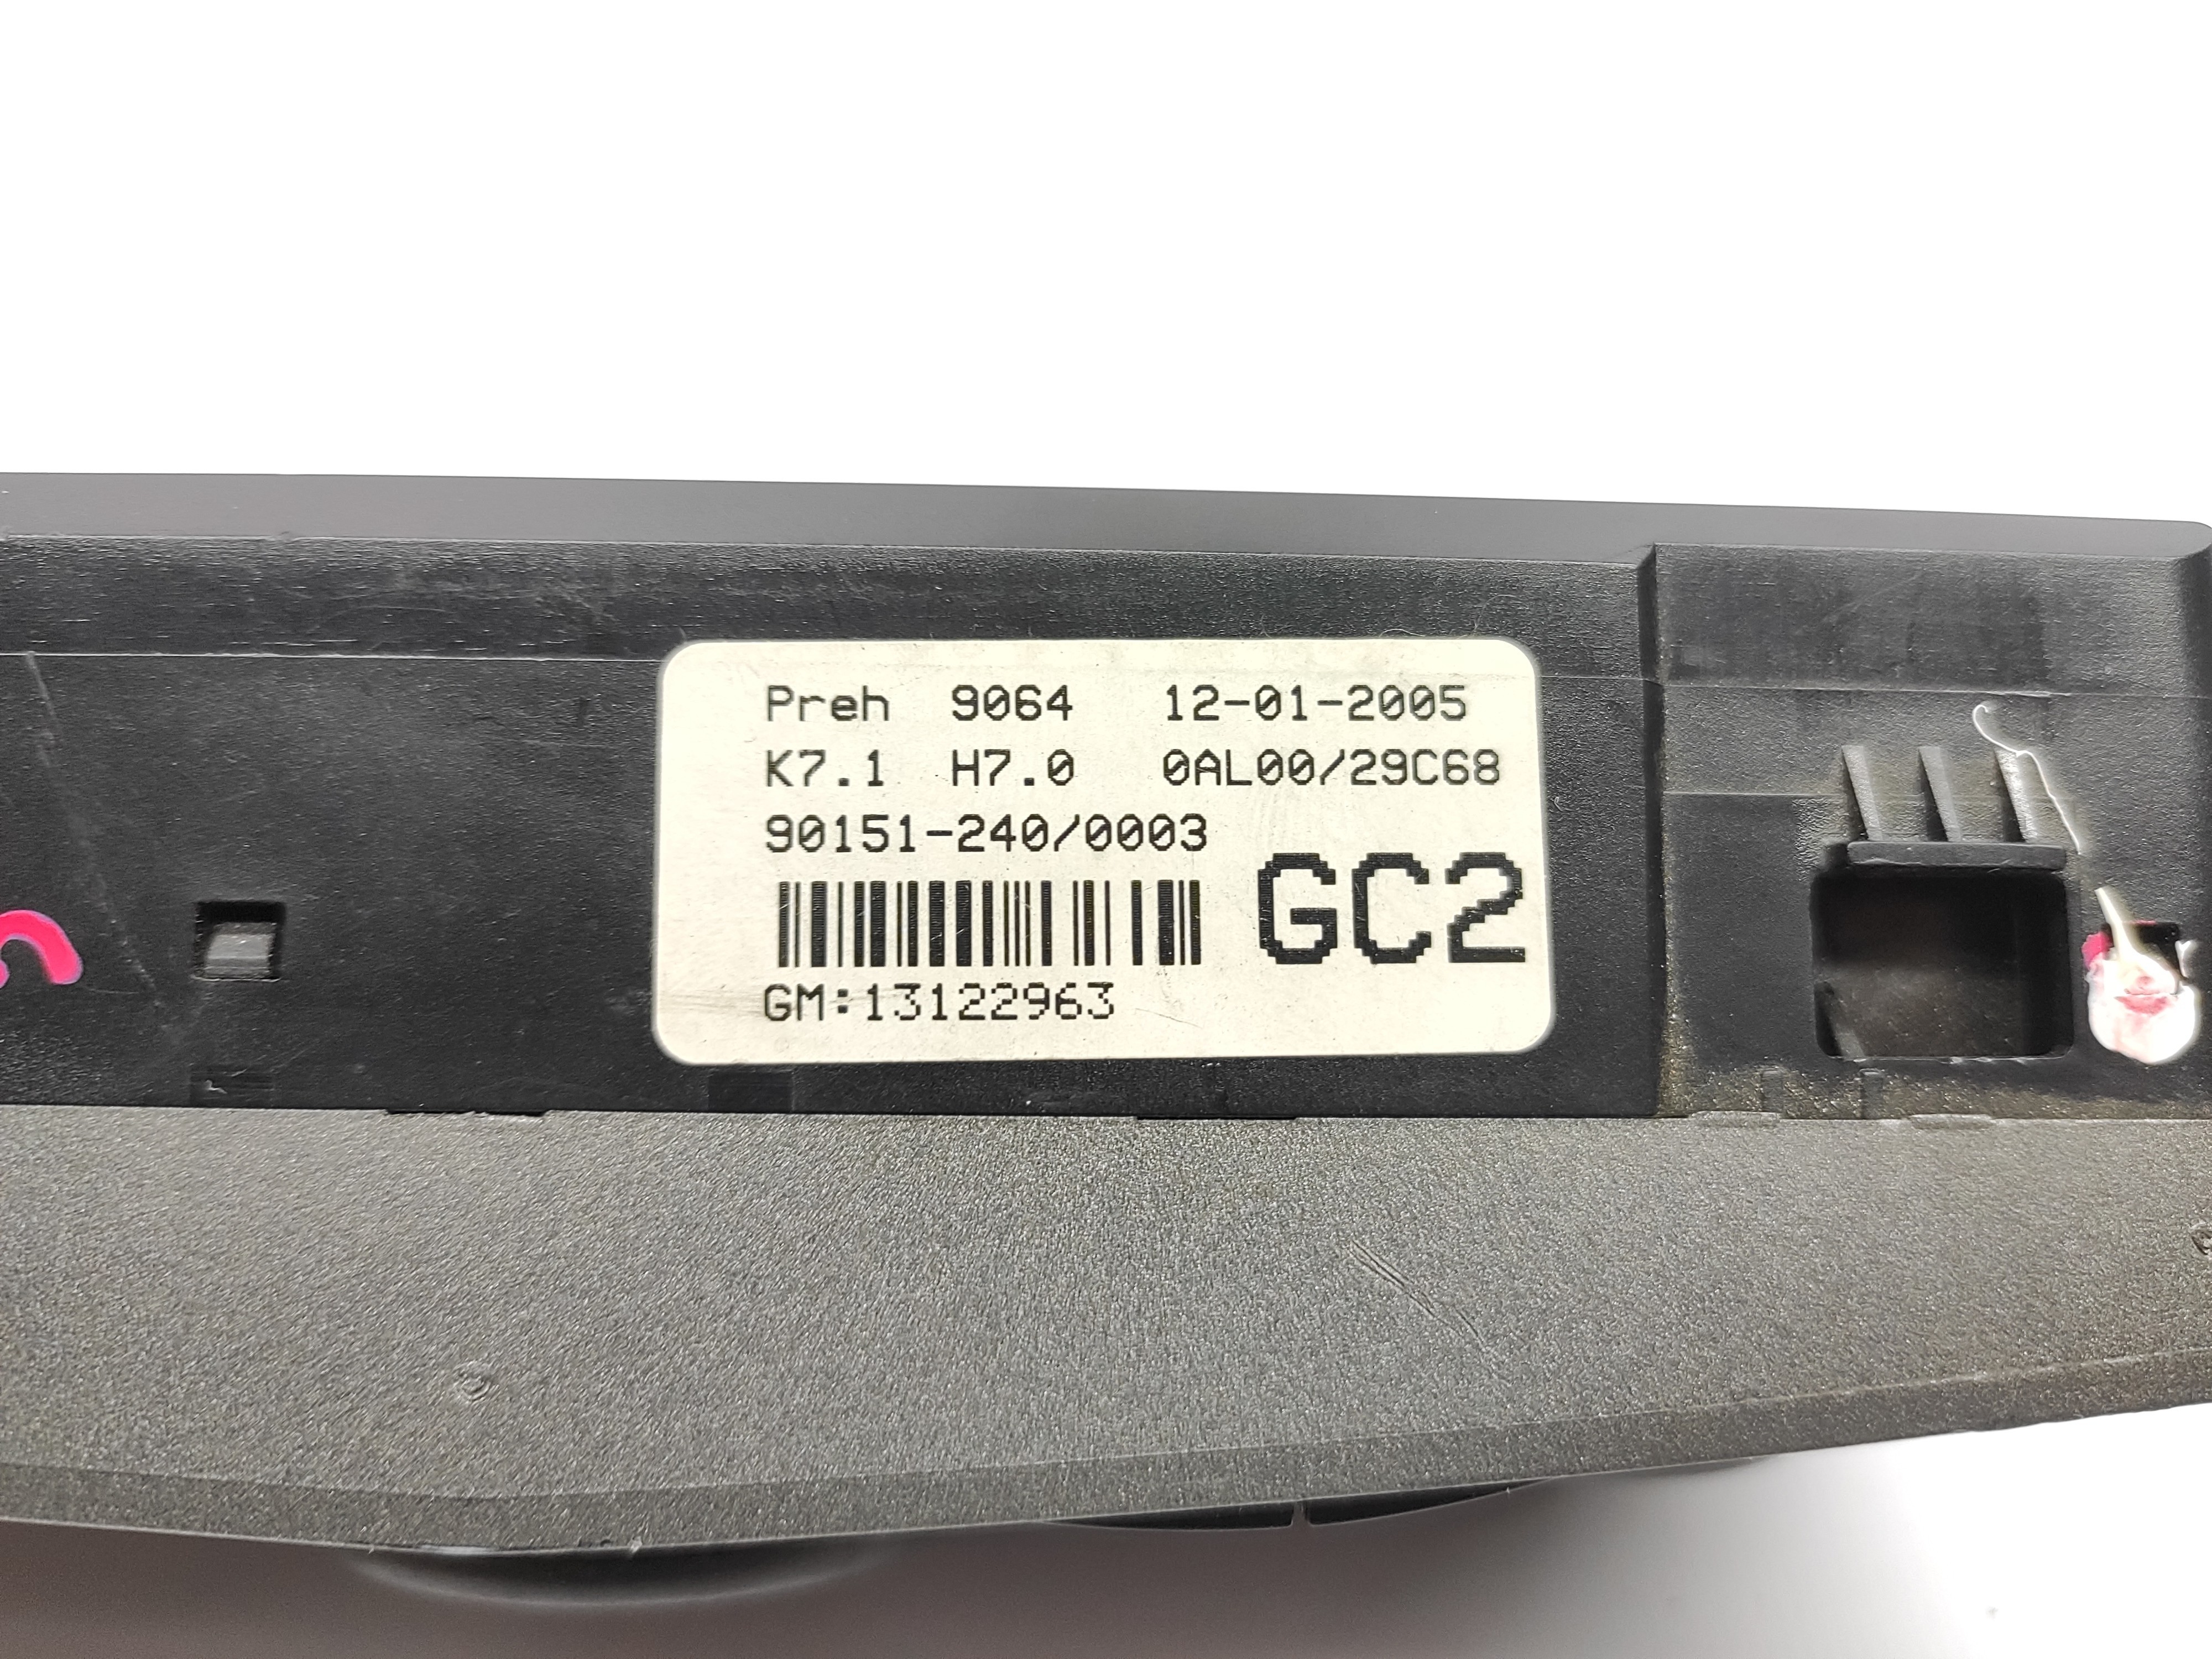 Preh 9064 12-01-2005
K7.1 H7.0 0AL00/29C68
90151-240/0003
GC2
GM:13122963